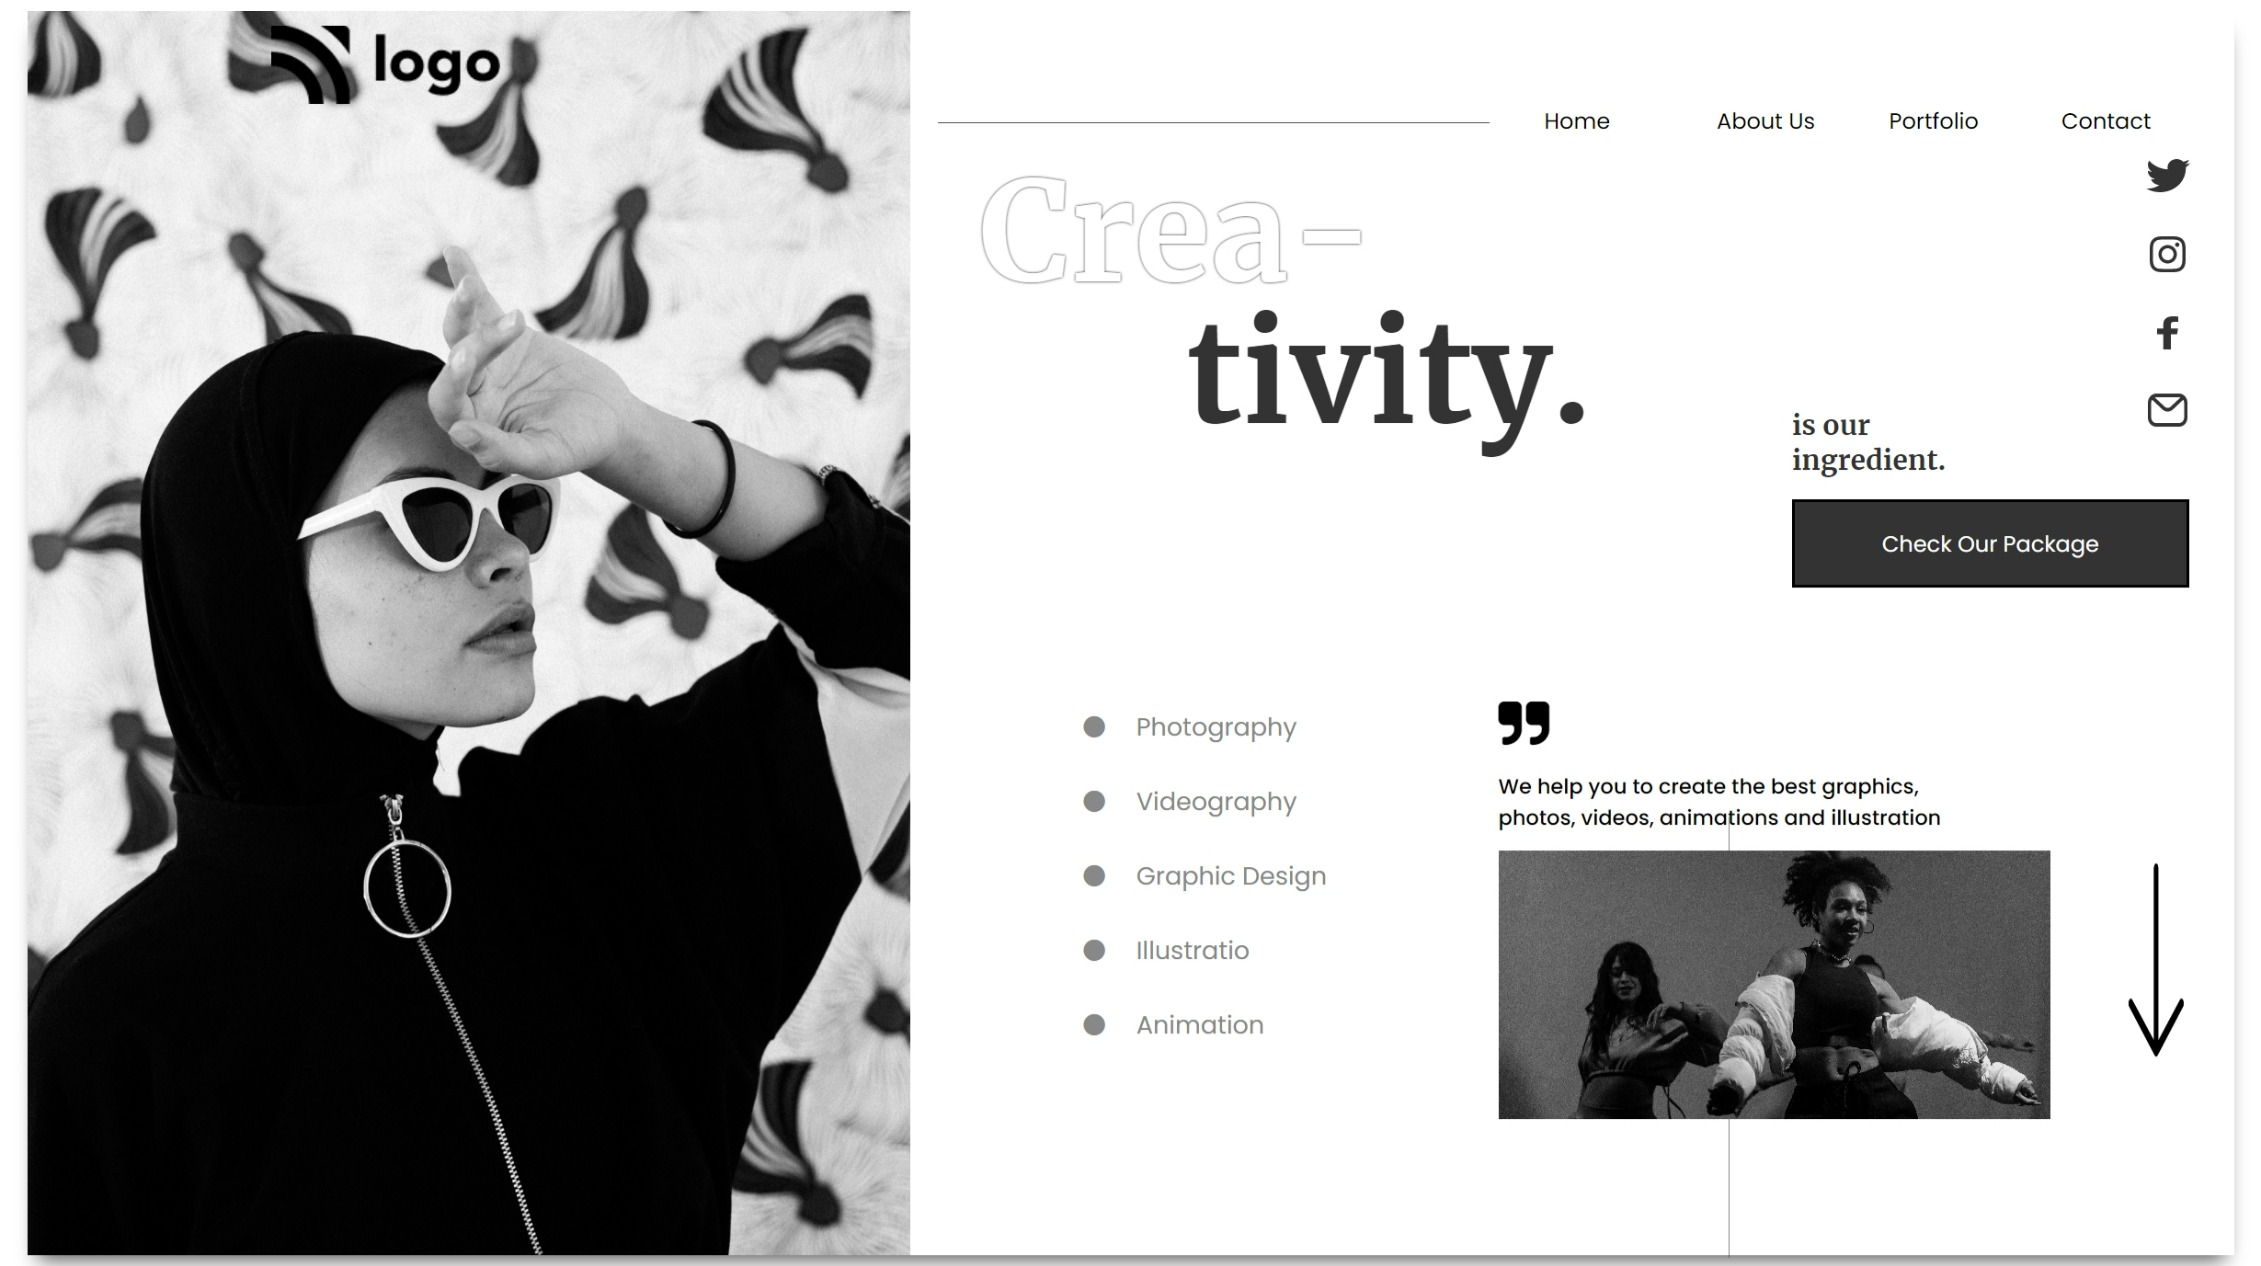 logo
Home
About Us
Portfolio
Contact
Crea-
tivity.
is our
ingredient.
Check Our Package
Photography
Videography
Graphic Design
Illustratio
Animation
We help you to create the best graphics,
photos, videos, animations and illustration